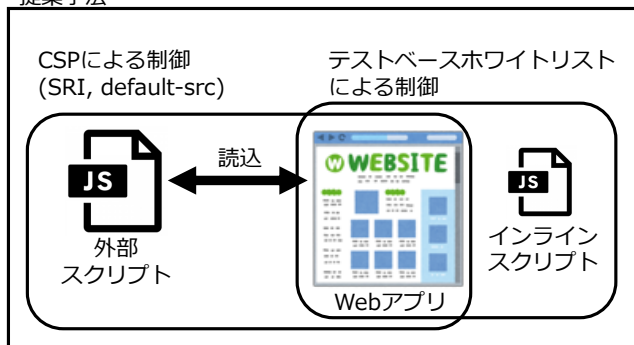 提案手法
CSPによる制御
(SRI, default-src)
テストベースホワイトリスト
による制御
読込
JS
外部
スクリプト
WEBSITE
Webアプリ
JS
インライン
スクリプト